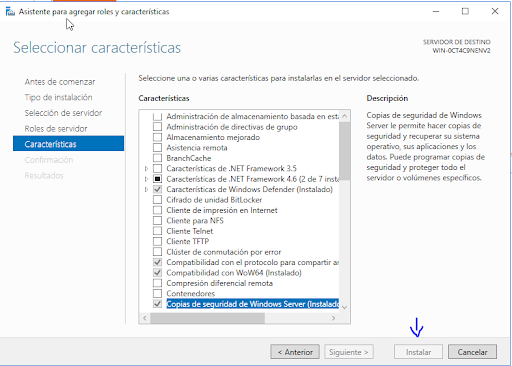 Asistente para agregar roles y características
Seleccionar características
SERVIDOR DE DESTINO
WIN-0CT4C9NENV2
Antes de comenzar
Tipo de instalación
Selección de servidor
Roles de servidor
Características
Confirmación
Resultados
Seleccione una o varias características para instalarlas en el servidor seleccionado.
Características
Administración de almacenamiento basada en está
Administración de directivas de grupo
Almacenamiento mejorado
Asistencia remota
BranchCache
Características de .NET Framework 3.5
Características de .NET Framework 4.6 (2 de 7 insta
Características de Windows Defender (Instalado)
Cifrado de unidad BitLocker
Cliente de impresión en Internet
Cliente para NFS
Cliente Telnet
Cliente TFTP
Clúster de conmutación por error
Compatibilidad con el protocolo para compartir ar
Compatibilidad con WoW64 (Instalado)
Compresión diferencial remota
Contenedores
Copias de seguridad de Windows Server (Instalado
Descripción
Copias de seguridad de Windows
Server le permite hacer copias de
seguridad y recuperar su sistema
operativo, sus aplicaciones y los
datos. Puede programar copias de
seguridad y proteger todo el
servidor o volúmenes específicos.
< Anterior
Siguiente >
Instalar
Cancelar